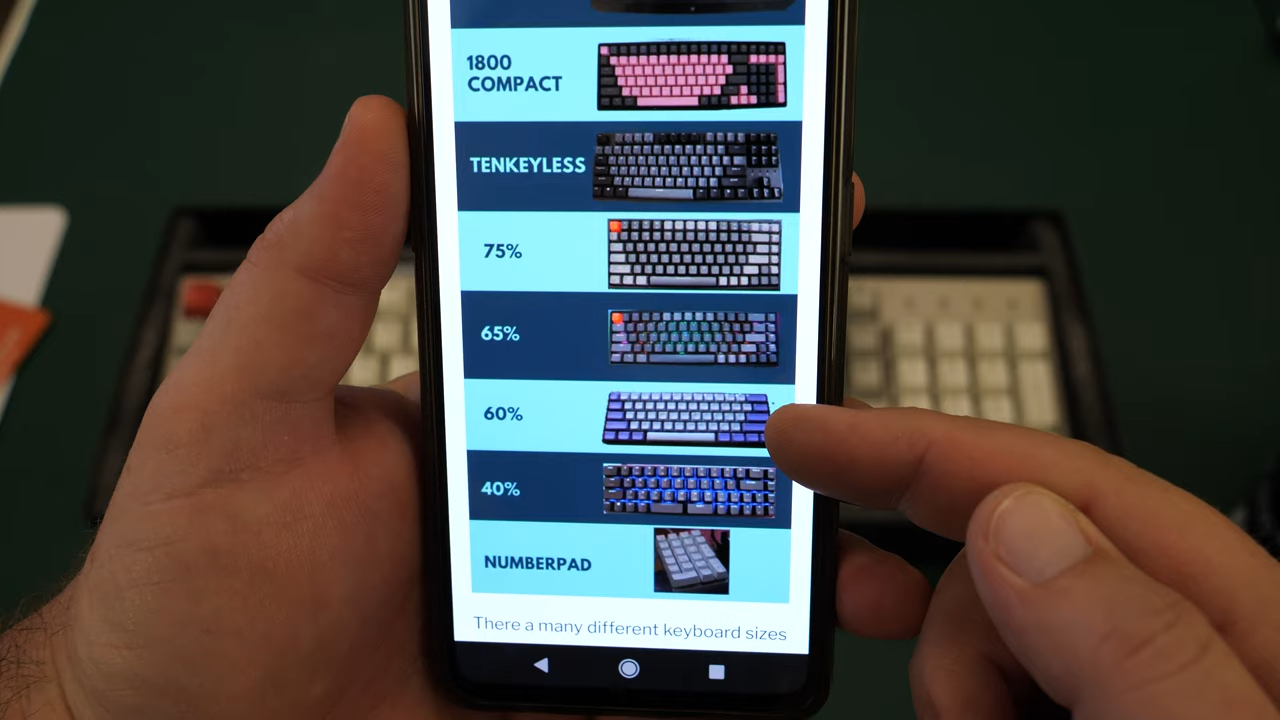 1800
COMPACT
TENKEYLESS
75%
65%
60%
40%
NUMBERPAD
There a many different keyboard sizes